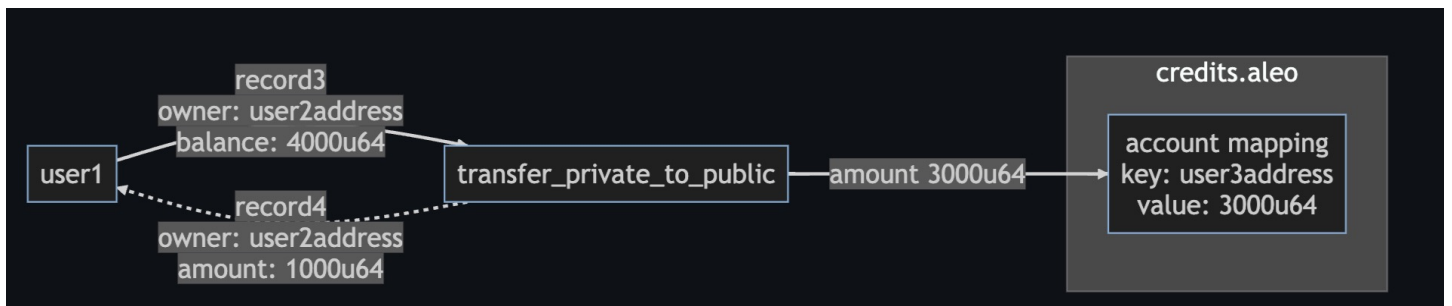 user1
record3
owner: user2address
balance: 4000u64
record4
owner: user2address
amount: 1000u64
transfer_private_to_public
amount 3000u64
credits.aleo
account mapping
key: user3address
value: 3000u64